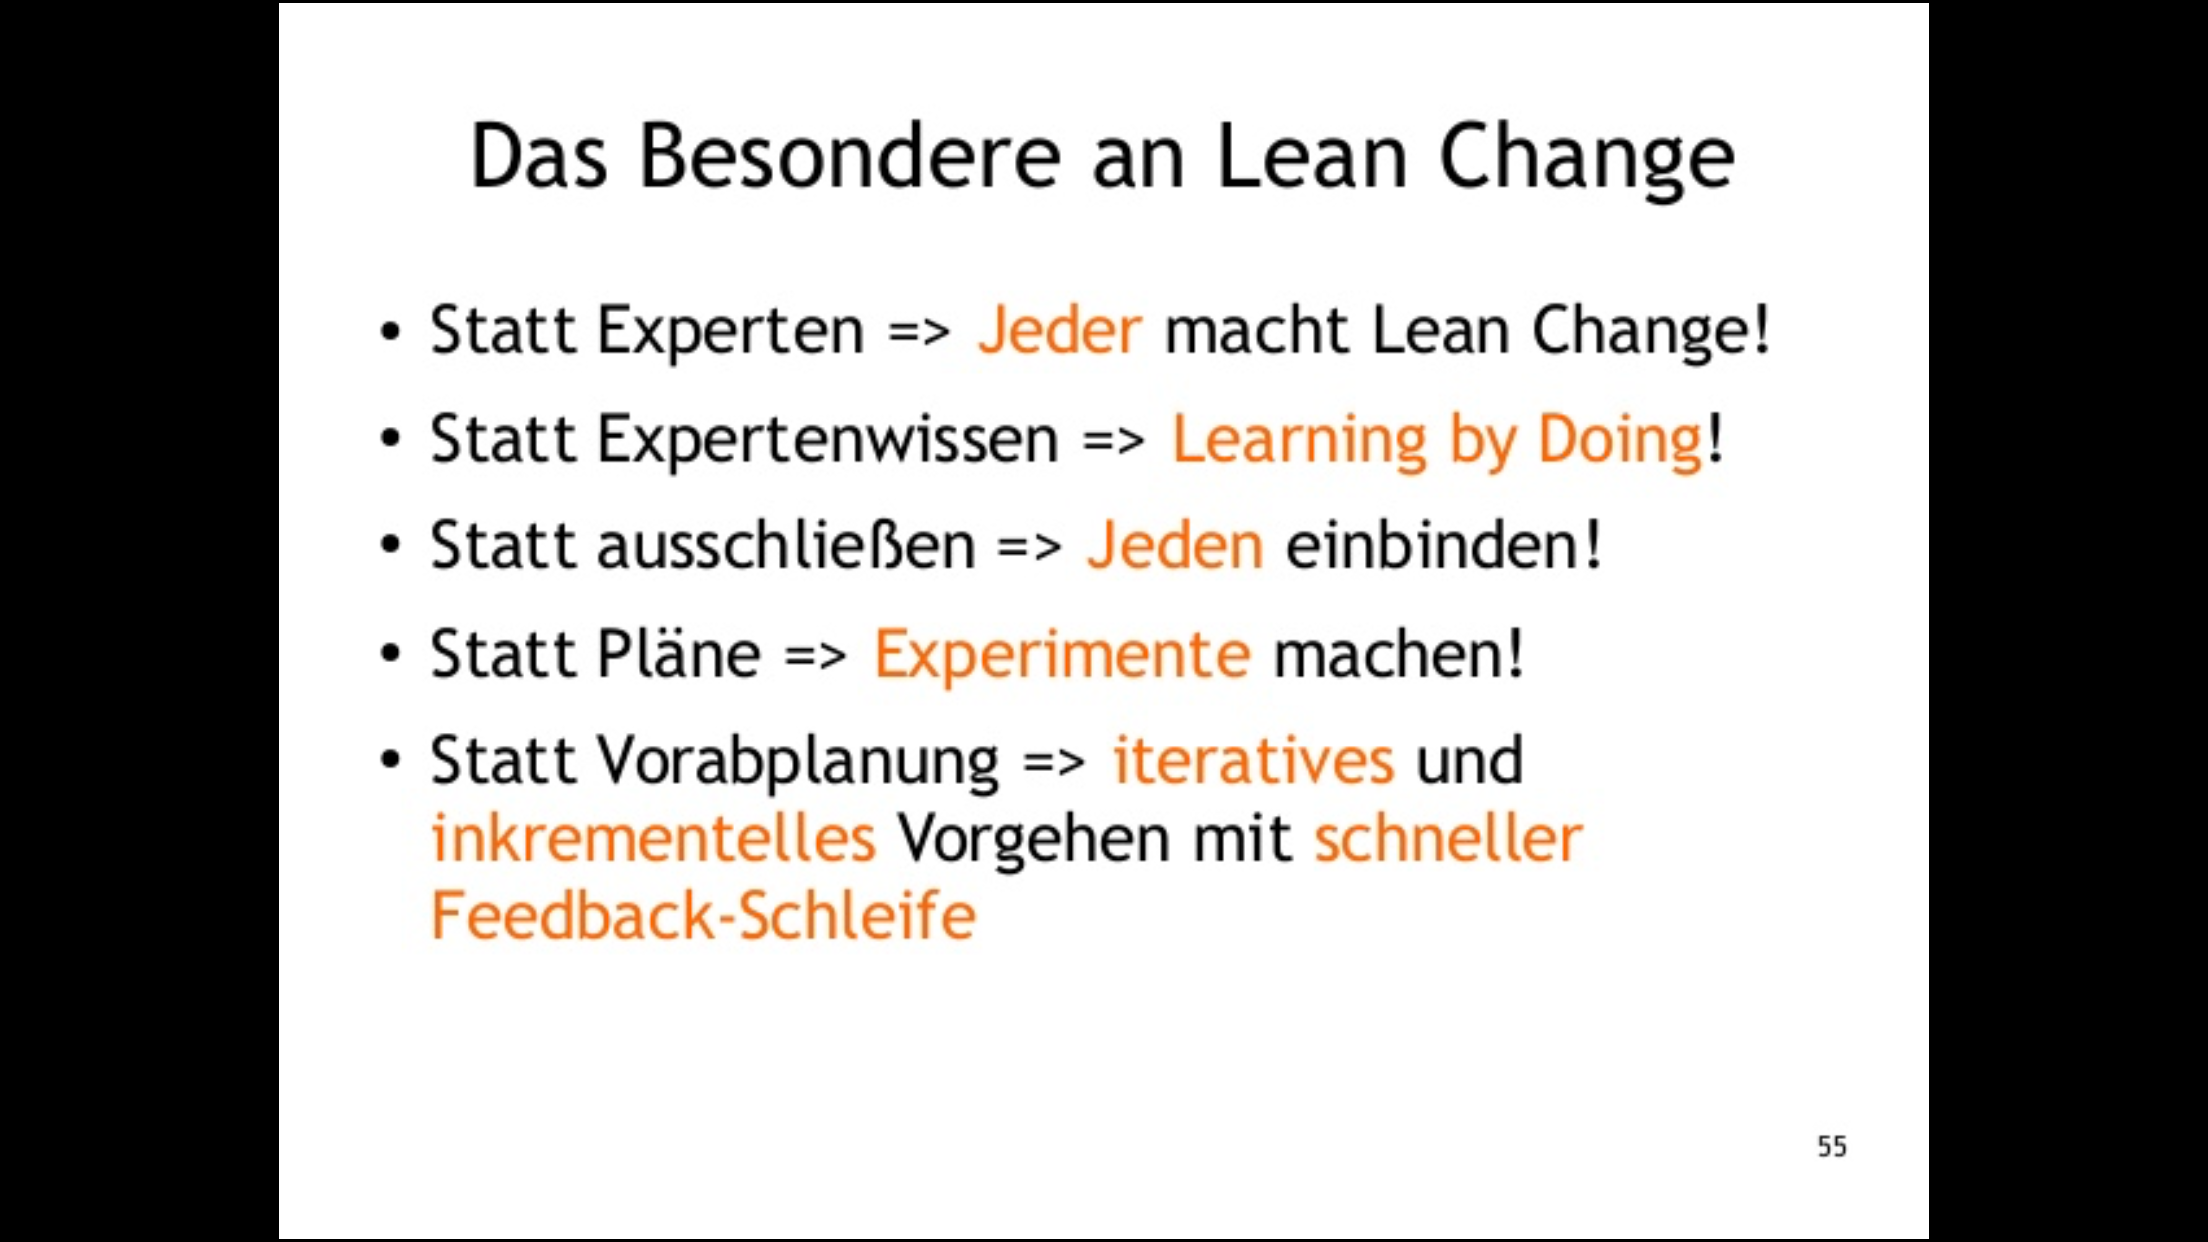 Das Besondere an Lean Change
• Statt Experten => Jeder macht Lean Change!
• Statt Expertenwissen => Learning by Doing!
• Statt ausschließen => Jeden einbinden!
• Statt Pläne => Experimente machen!
• Statt Vorabplanung => iteratives und
inkrementelles Vorgehen mit schneller
Feedback-Schleife
55